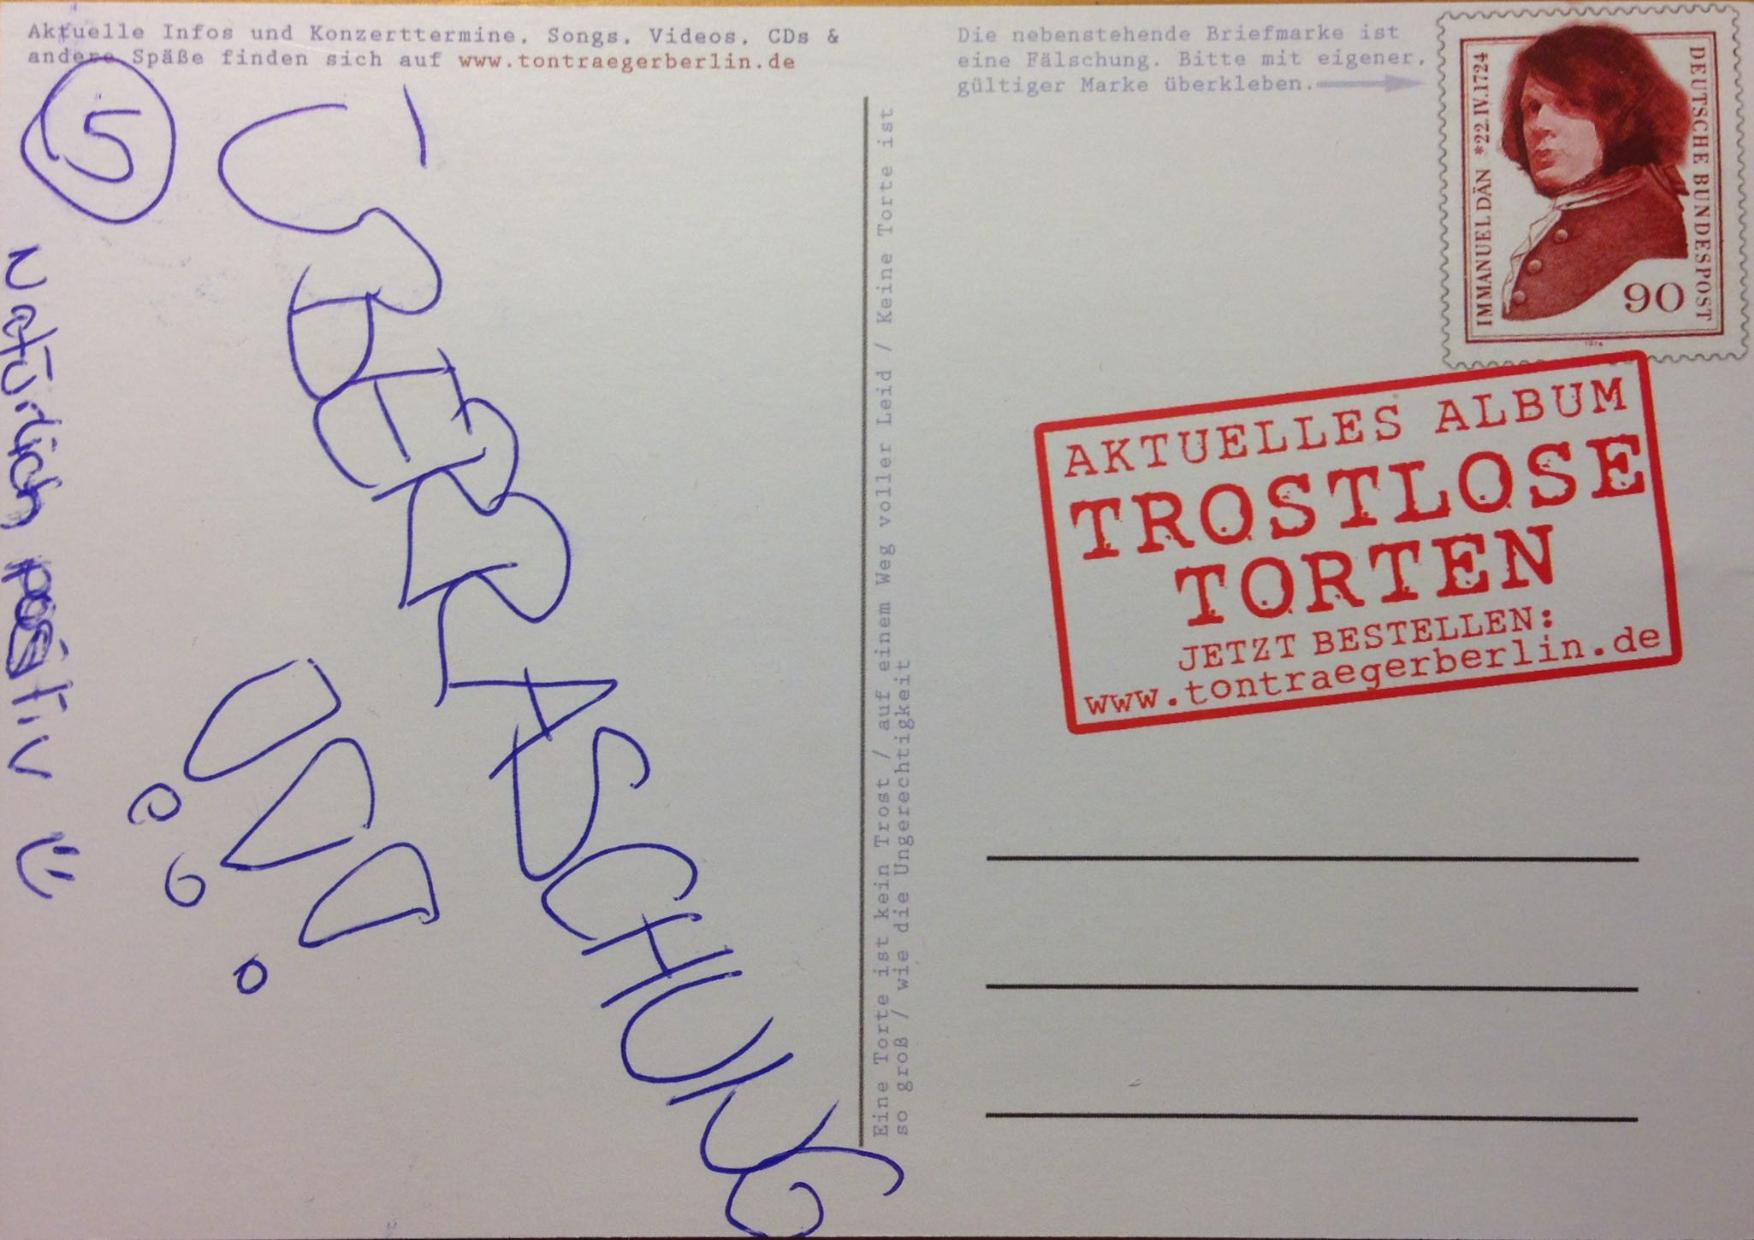 Aktuelle Infos und Konzerttermine, Songs, Videos, CDs &
andere Späße finden sich auf www.tontraegerberlin.de
5
ÜBERRASCHUNG
!!!
natürlich positiv :)
Eine Torte ist kein Trost / auf einem Weg voller Leid / Keine Torte ist
so groß / wie die Ungerechtigkeit
Die nebenstehende Briefmarke ist
eine Fälschung. Bitte mit eigener,
gültiger Marke überkleben.
IMMANUEL DÄN *22.IV.1724
DEUTSCHE BUNDESPOST
90
AKTUELLES ALBUM
TROSTLOSE
TORTEN
JETZT BESTELLEN:
www.tontraegerberlin.de